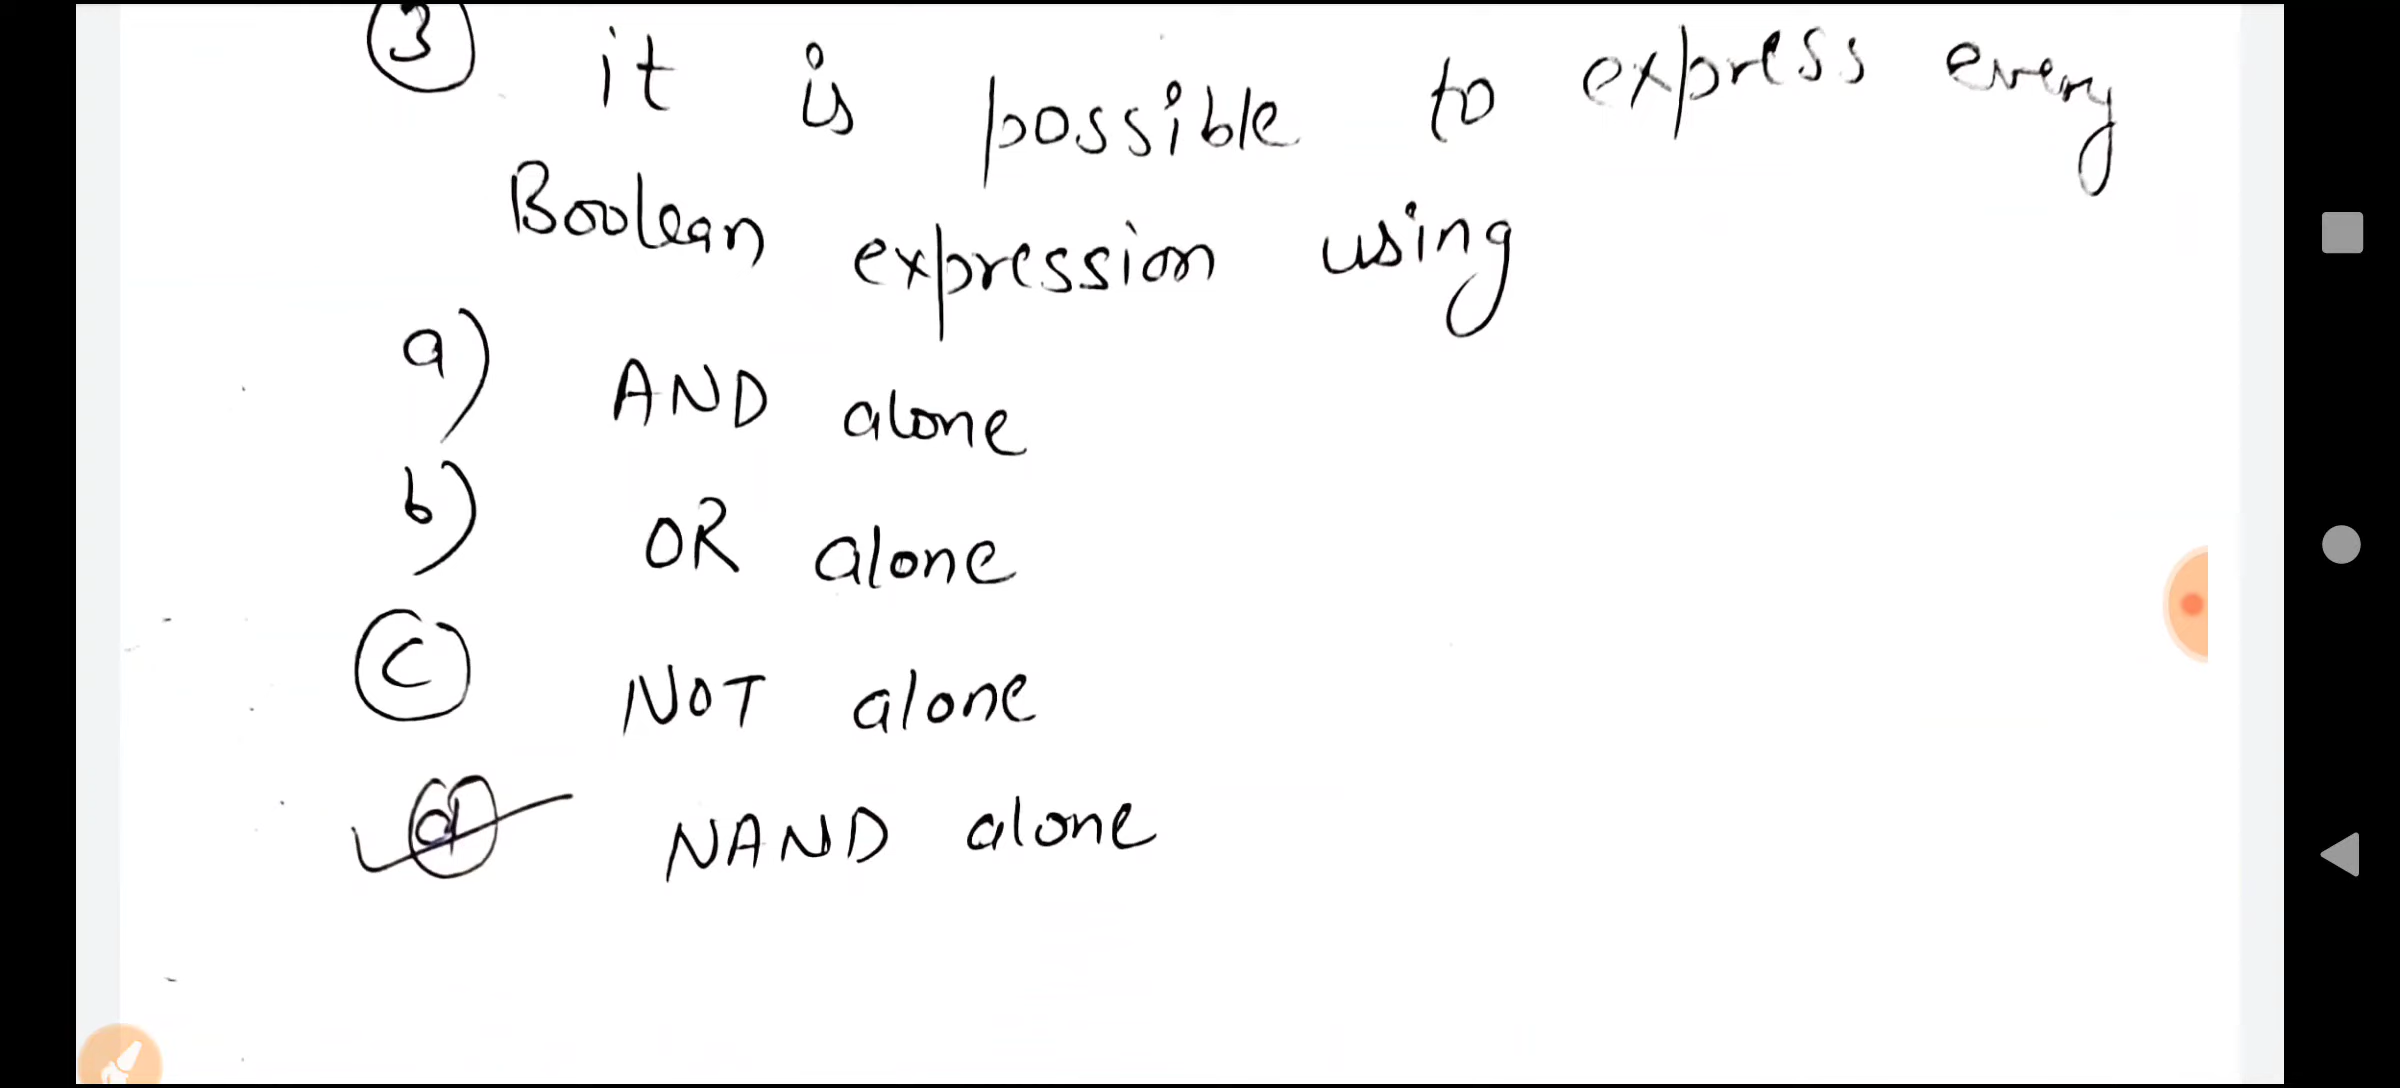 3 it is possible to express every
Boolean expression using
a) AND alone
b) OR alone
c NOT alone
d NAND alone